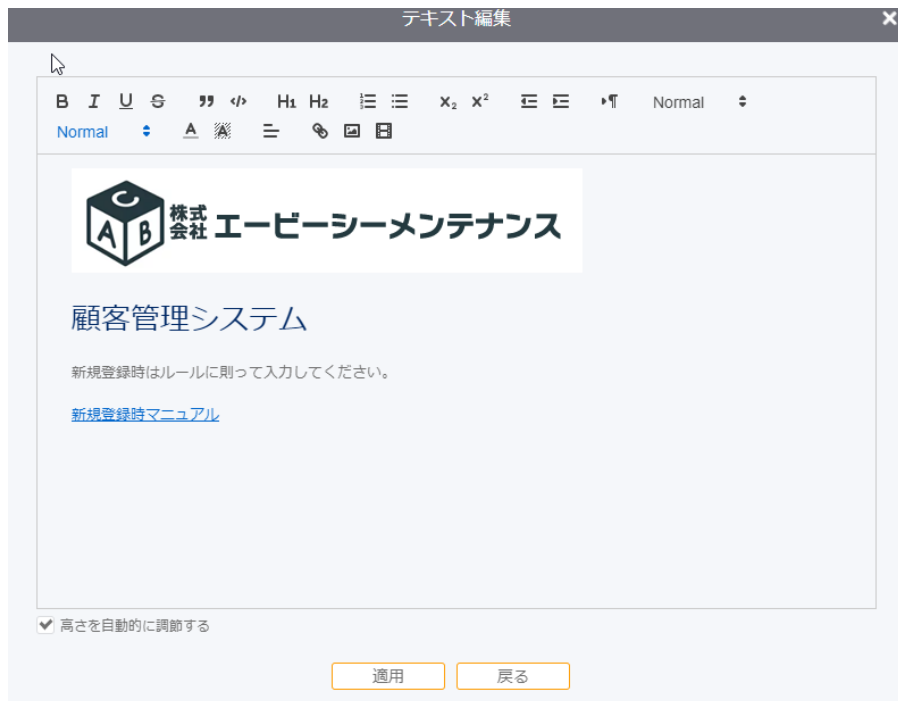 テキスト編集
B I U S H1 H2 X2 X² Normal
Normal A A
C A B 株式会社 エービーシーメンテナンス
顧客管理システム
新規登録時はルールに則って入力してください。
新規登録時マニュアル
高さを自動的に調節する
適用 戻る